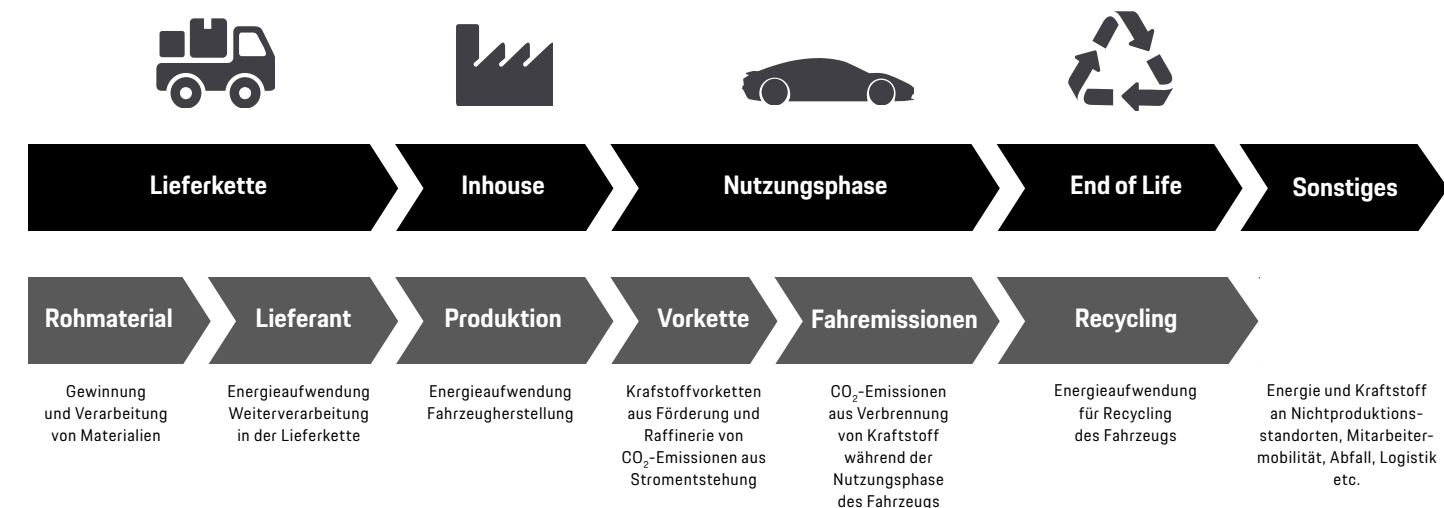 Lieferkette
Inhouse
Nutzungsphase
End of Life
Sonstiges
Rohmaterial
Lieferant
Produktion
Vorkette
Fahremissionen
Recycling
Gewinnung
und Verarbeitung
von Materialien
Energieaufwendung
Weiterverarbeitung
in der Lieferkette
Energieaufwendung
Fahrzeugherstellung
Krafstoffvorketten
aus Förderung und
Raffinerie von
CO₂-Emissionen aus
Stromentstehung
CO₂-Emissionen
aus Verbrennung
von Kraftstoff
während der
Nutzungsphase
des Fahrzeugs
Energieaufwendung
für Recycling
des Fahrzeugs
Energie und Kraftstoff
an Nichtproduktions-
standorten, Mitarbeiter-
mobilität, Abfall, Logistik
etc.